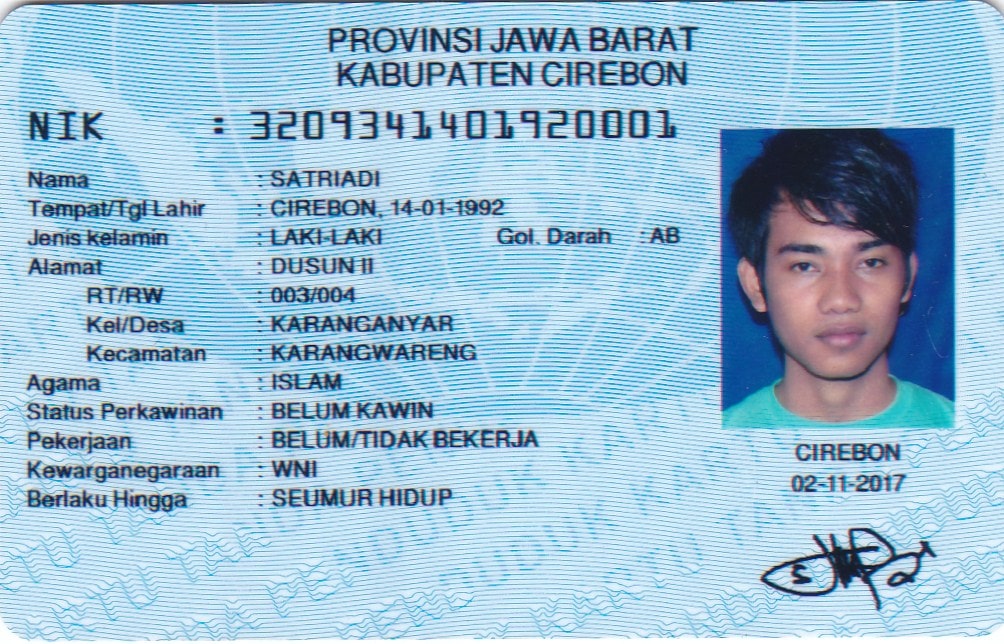 PROVINSI JAWA BARAT
KABUPATEN CIREBON
NIK : 3209341401920001
Nama : SATRIADI
Tempat/Tgl Lahir : CIREBON, 14-01-1992
Jenis kelamin : LAKI-LAKI Gol. Darah : AB
Alamat : DUSUN II
RT/RW : 003/004
Kel/Desa : KARANGANYAR
Kecamatan : KARANGWARENG
Agama : ISLAM
Status Perkawinan : BELUM KAWIN
Pekerjaan : BELUM/TIDAK BEKERJA
Kewarganegaraan : WNI
Berlaku Hingga : SEUMUR HIDUP
CIREBON
02-11-2017